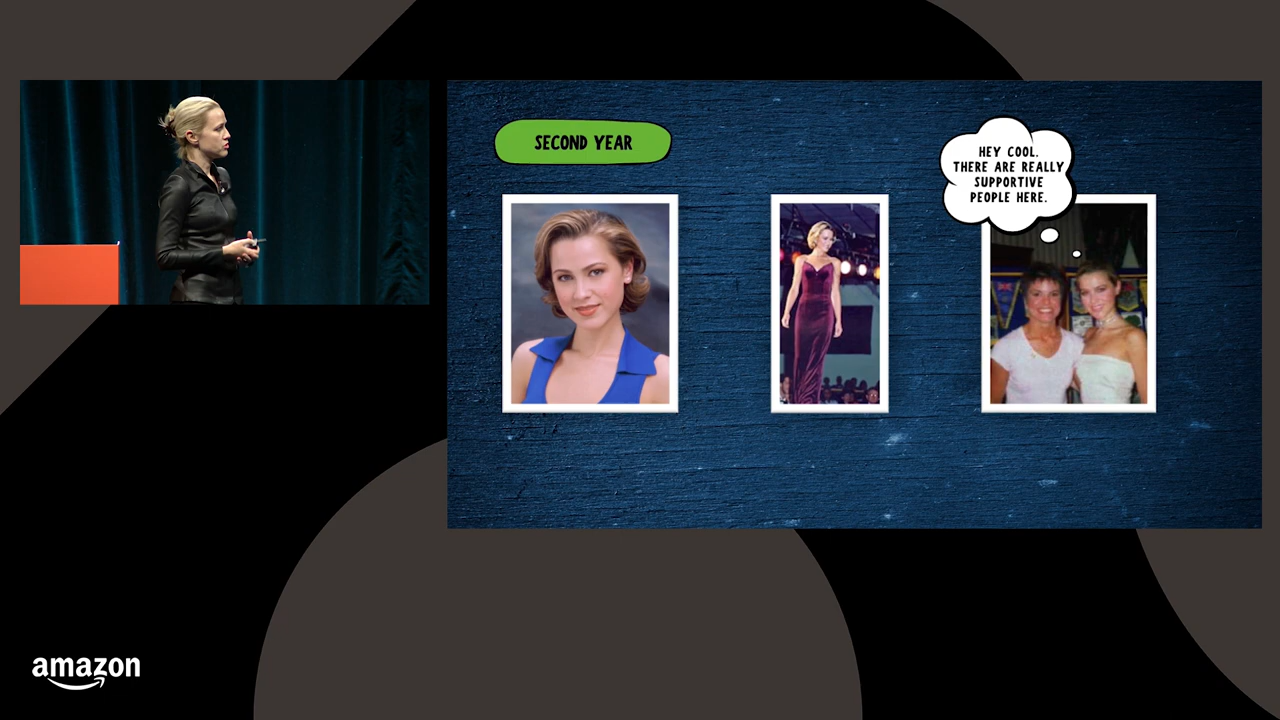 SECOND YEAR
HEY COOL.
THERE ARE REALLY
SUPPORTIVE
PEOPLE HERE.
amazon